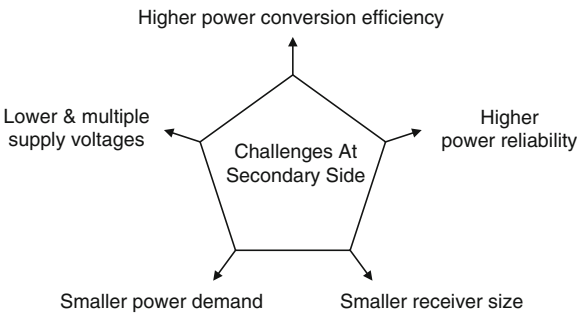 Higher power conversion efficiency
Lower & multiple
supply voltages
Higher
power reliability
Challenges At
Secondary Side
Smaller power demand
Smaller receiver size